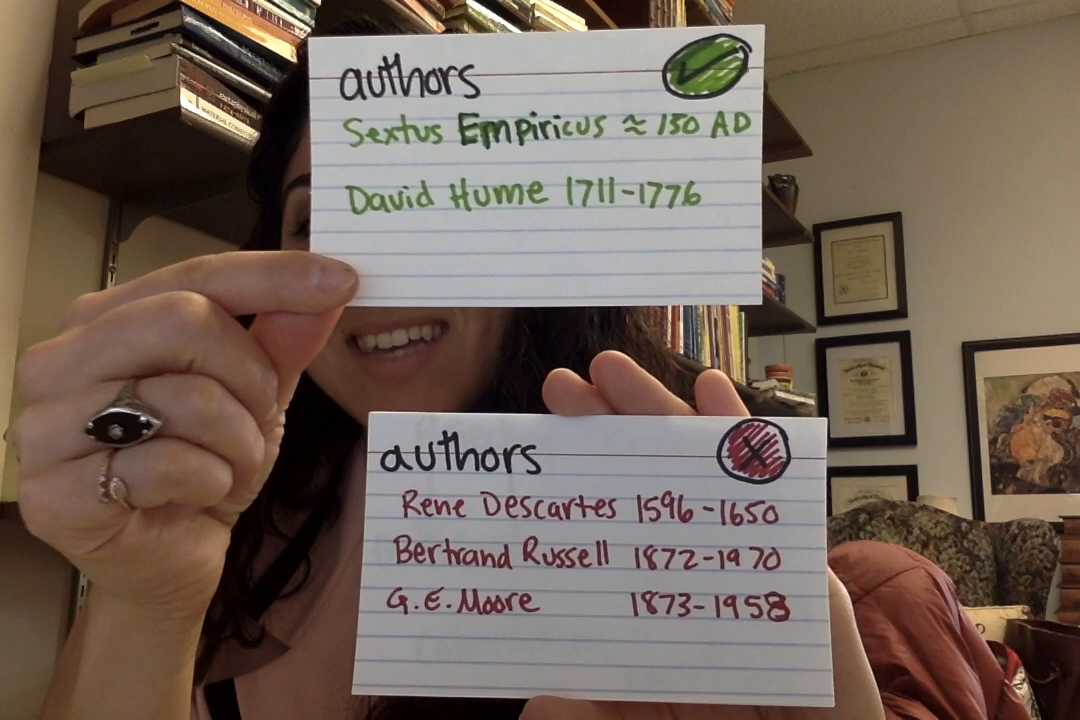 authors
Sextus Empiricus ≈ 150 AD
David Hume 1711-1776
authors
Rene Descartes 1596-1650
Bertrand Russell 1872-1970
G.E. Moore 1873-1958